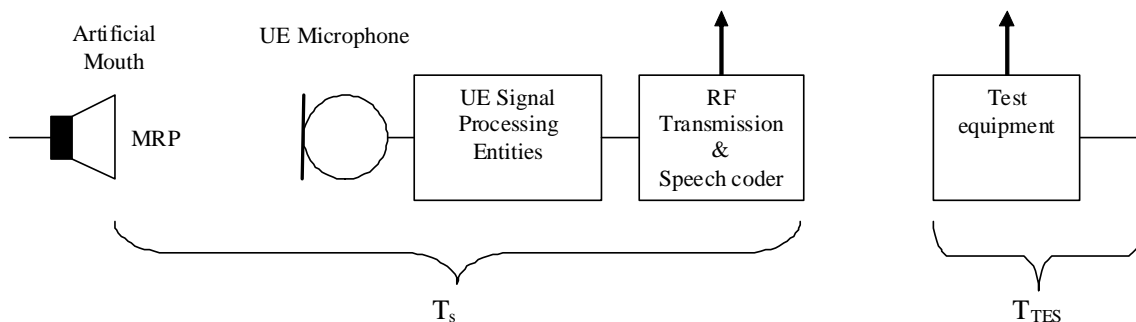 Artificial
Mouth
MRP
UE Microphone
UE Signal
Processing
Entities
RF
Transmission
&
Speech coder
Test
equipment
Ts
TTES